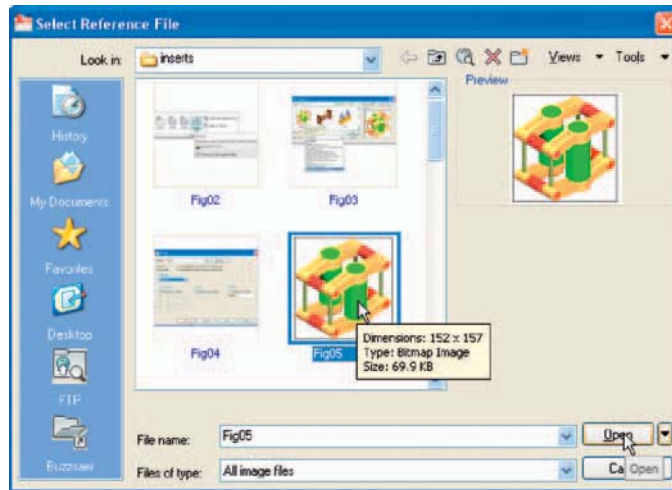 Select Reference File
Look in:
inserts
Views
Tools
Preview
History
My Documents
Favorites
Desktop
FTP
Buzzsaw
Fig02
Fig03
Fig04
Fig05
Dimensions: 152 x 157
Type: Bitmap Image
Size: 69.9 KB
File name:
Fig05
Open
Files of type:
All image files
Ca
Open